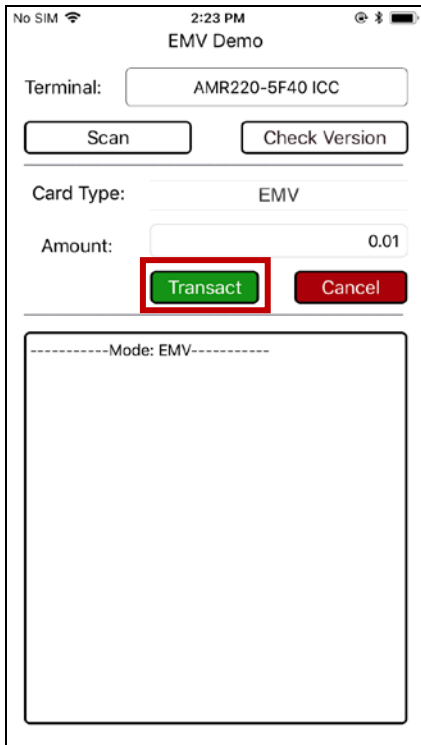 No SIM 2:23 PM
EMV Demo
Terminal: AMR220-5F40 ICC
Scan Check Version
Card Type: EMV
Amount: 0.01
Transact Cancel
-----------Mode: EMV-----------